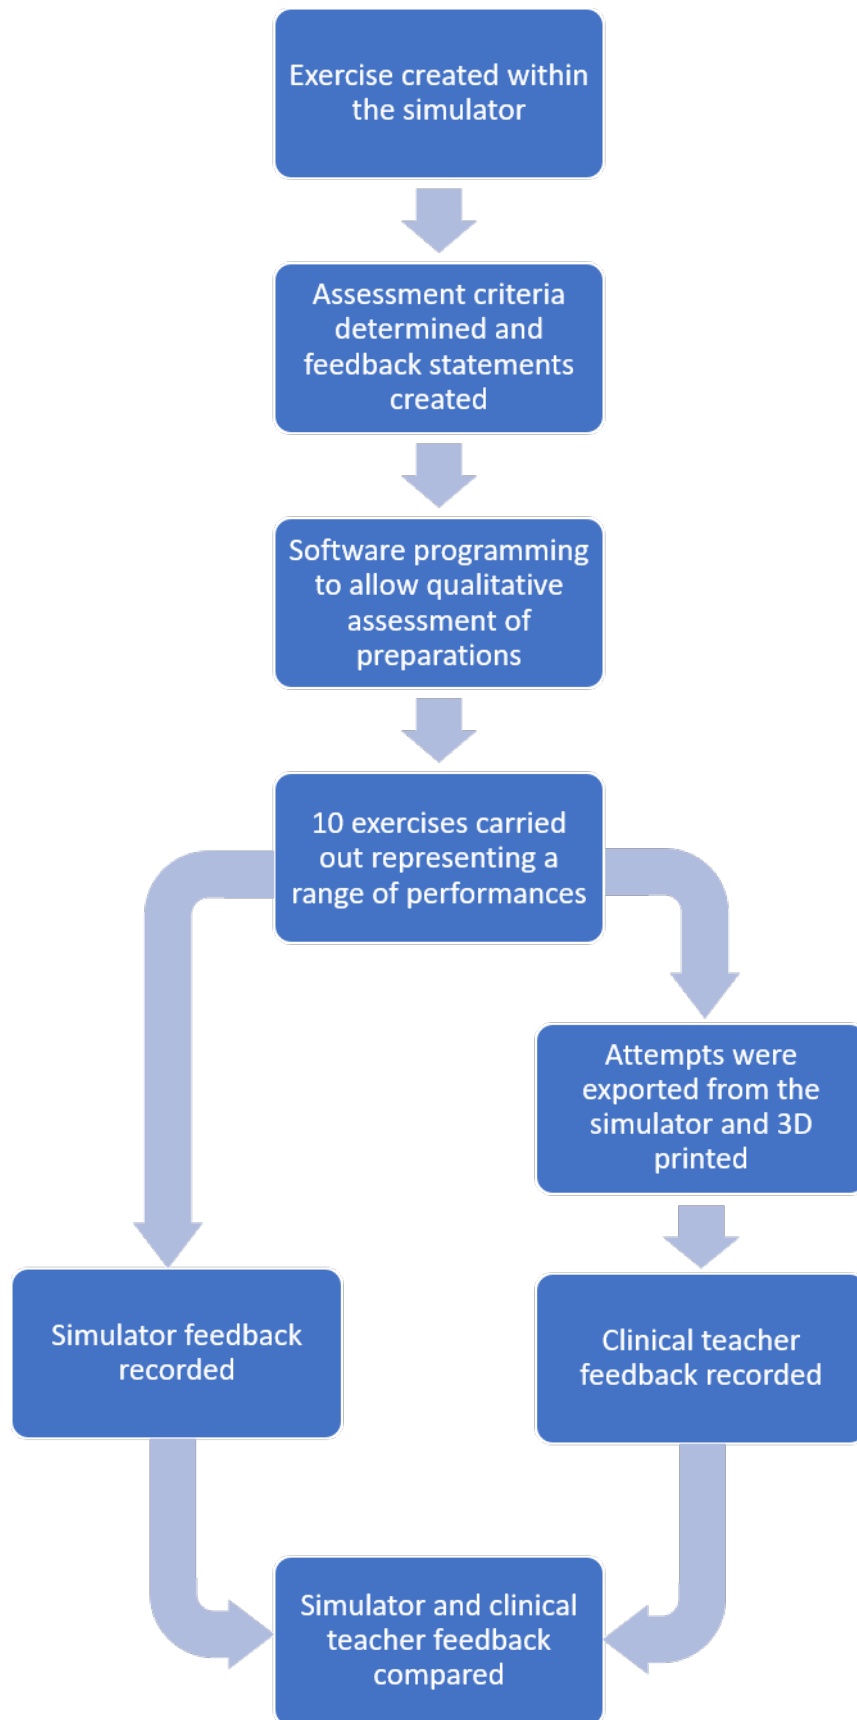 Exercise created within
the simulator
Assessment criteria
determined and
feedback statements
created
Software programming
to allow qualitative
assessment of
preparations
10 exercises carried
out representing a
range of performances
Attempts were
exported from the
simulator and 3D
printed
Simulator feedback
recorded
Clinical teacher
feedback recorded
Simulator and clinical
teacher feedback
compared